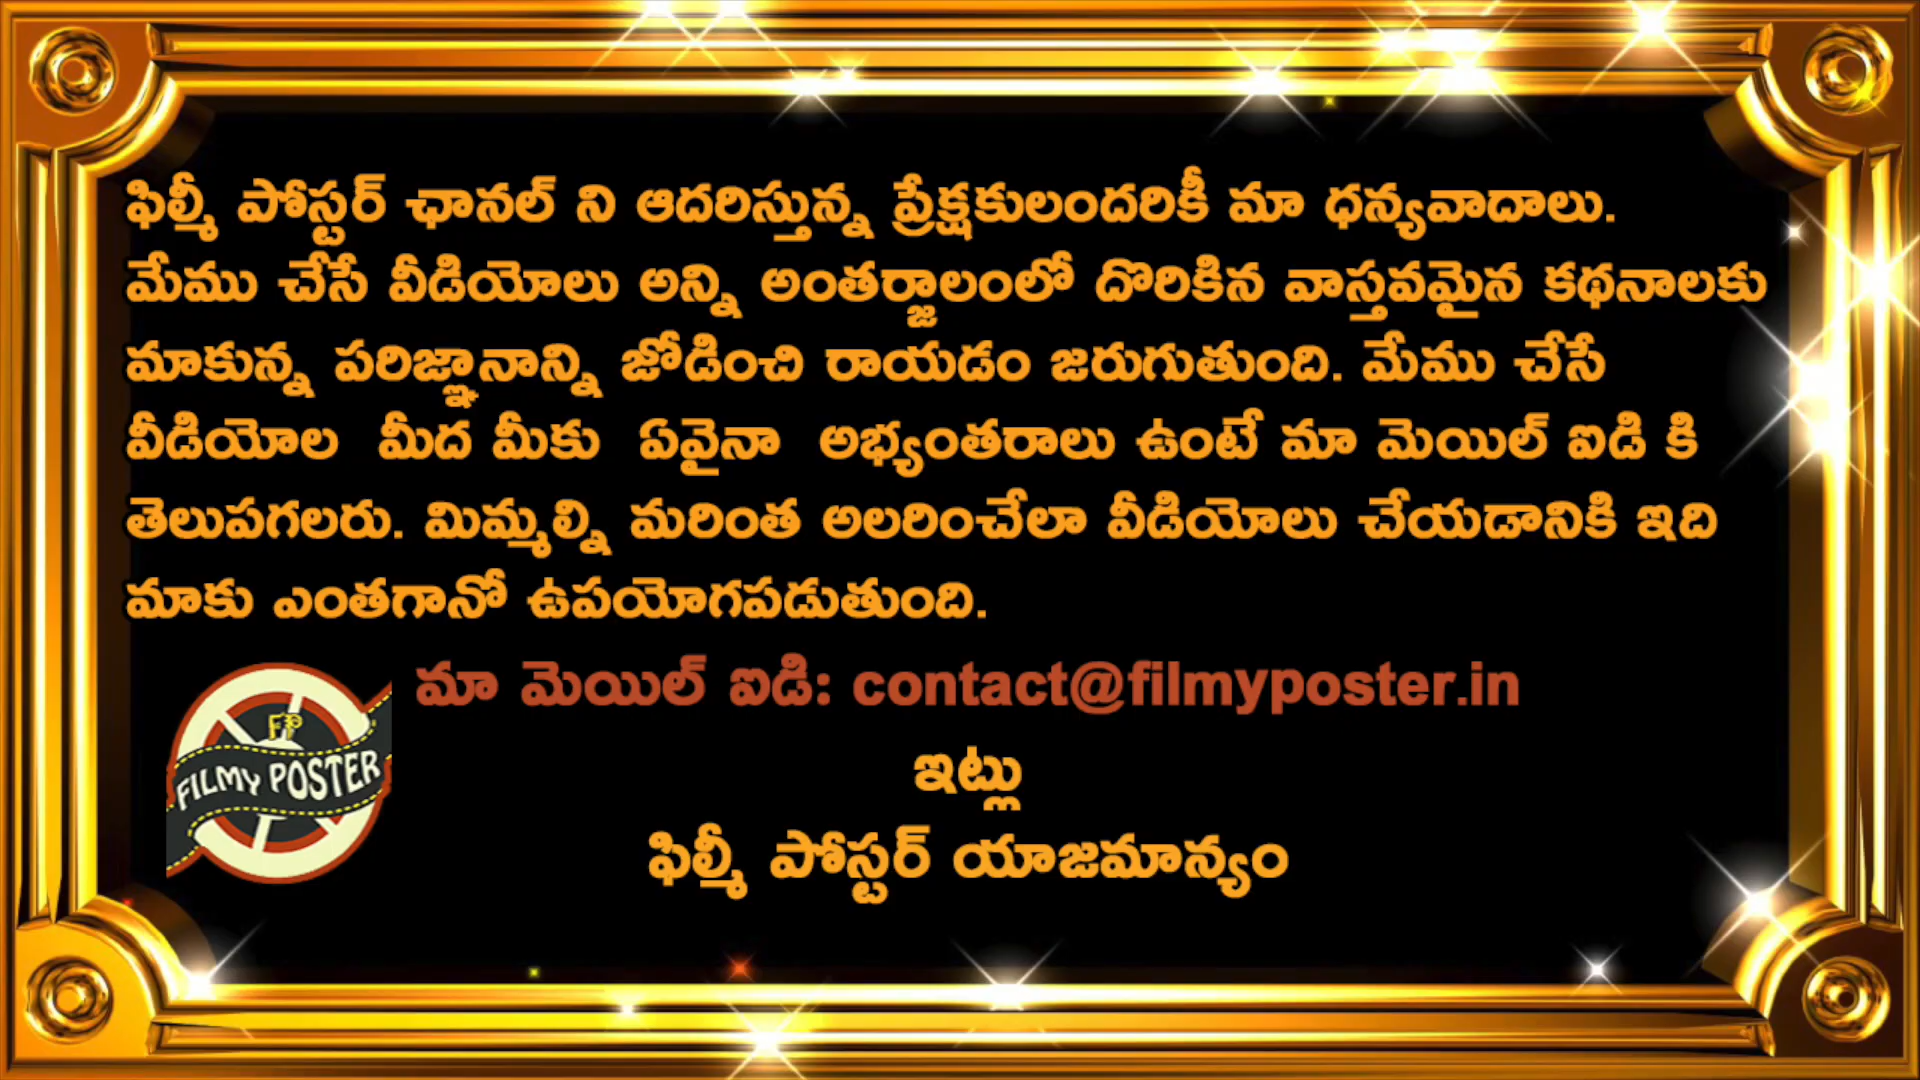 ఫిల్మీ పోస్టర్ ఛానల్ ని ఆదరిస్తున్న ప్రేక్షకులందరికీ మా ధన్యవాదాలు.
మేము చేసే వీడియోలు అన్ని అంతర్జాలంలో దొరికిన వాస్తవమైన కథనాలకు
మాకున్న పరిజ్ఞానాన్ని జోడించి రాయడం జరుగుతుంది. మేము చేసే
వీడియోల మీద మీకు ఏవైనా అభ్యంతరాలు ఉంటే మా మెయిల్ ఐడి కి
తెలుపగలరు. మిమ్మల్ని మరింత అలరించేలా వీడియోలు చేయడానికి ఇది
మాకు ఎంతగానో ఉపయోగపడుతుంది.
మా మెయిల్ ఐడి: contact@filmyposter.in
FP
FILMY POSTER
ఇట్లు
ఫిల్మీ పోస్టర్ యాజమాన్యం